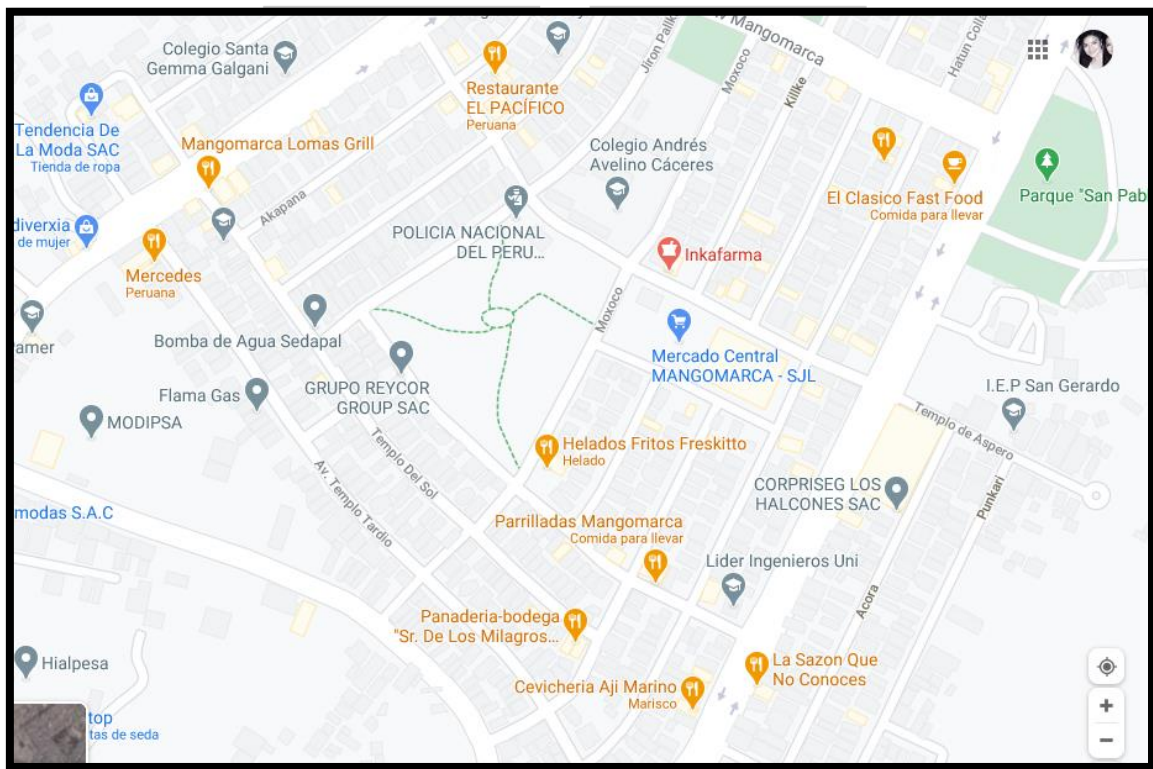 Colegio Santa
Gemma Galgani
Restaurante
EL PACÍFICO
Peruana
Mangomarca
Moxoco
Killke
Tendencia De
La Moda SAC
Tienda de ropa
Mangomarca Lomas Grill
Colegio Andrés
Avelino Cáceres
El Clasico Fast Food
Comida para llevar
Parque "San Pab
Akapana
diverxia
de mujer
POLICIA NACIONAL
DEL PERU...
Inkafarma
Mercedes
Peruana
Moxoco
Bomba de Agua Sedapal
amer
Mercado Central
MANGOMARCA - SJL
GRUPO REYCOR
GROUP SAC
Flama Gas
I.E.P San Gerardo
MODIPSA
Templo de Aspero
Helados Fritos Freskitto
Helado
Templo Del Sol
Av. Templo Tardio
CORPRISEG LOS
HALCONES SAC
Punkari
modas S.A.C
Parrilladas Mangomarca
Comida para llevar
Lider Ingenieros Uni
Acora
Panaderia-bodega
"Sr. De Los Milagros...
Hialpesa
La Sazon Que
No Conoces
Cevicheria Aji Marino
Marisco
top
tas de seda